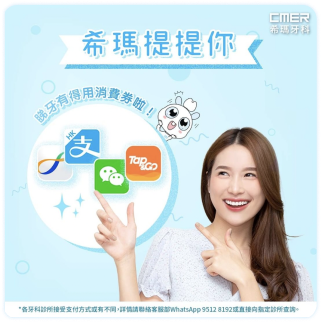 CMER
希瑪牙科
希瑪提提你
睇牙有得用消費券啦！
HK
支
TAP
&GO
*各牙科診所接受支付方式或有不同，詳情請聯絡客服部WhatsApp 9512 8192或直接向指定診所查詢。